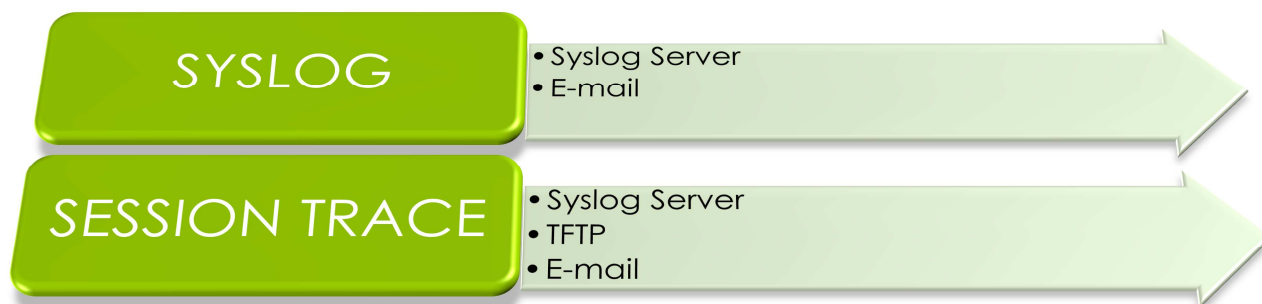 SYSLOG
• Syslog Server
• E-mail
SESSION TRACE
• Syslog Server
• TFTP
• E-mail